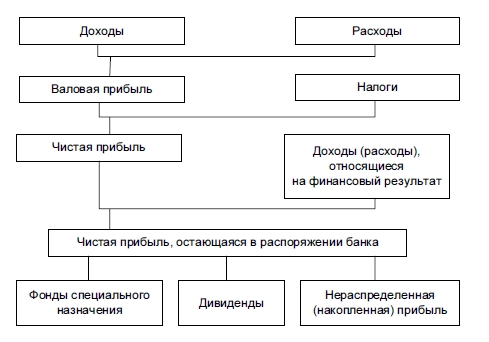 Доходы
Расходы
Валовая прибыль
Налоги
Чистая прибыль
Доходы (расходы),
относящиеся
на финансовый результат
Чистая прибыль, остающаяся в распоряжении банка
Фонды специального
назначения
Дивиденды
Нераспределенная
(накопленная) прибыль